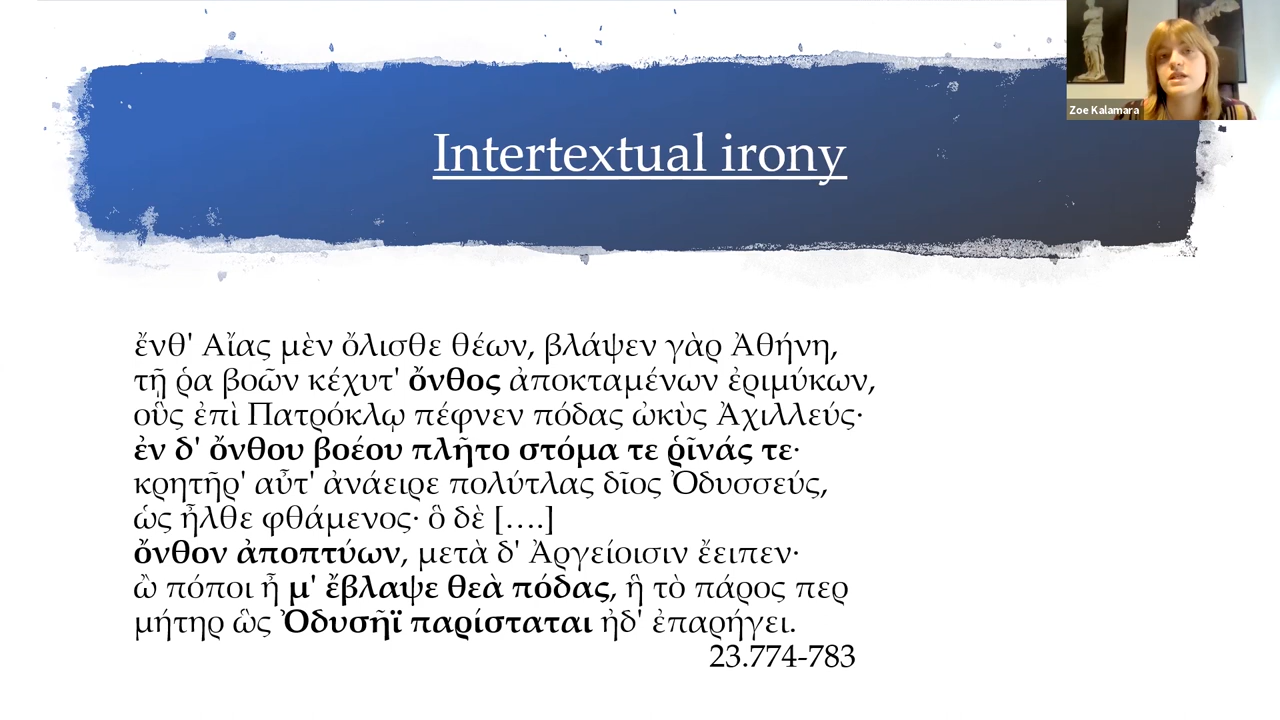 Zoe Kalamara
Intertextual irony
ἔνθ' Αἴας μὲν ὄλισθε θέων, βλάψεν γὰρ Ἀθήνη,
τῇ ῥα βοῶν κέχυτ' ὄνθος ἀποκταμένων ἐριμύκων,
οὓς ἐπὶ Πατρόκλῳ πέφνεν πόδας ὠκὺς Ἀχιλλεύς·
ἐν δ' ὄνθου βοέου πλῆτο στόμα τε ῥῖνάς τε·
κρητῆρ' αὖτ' ἀνάειρε πολύτλας δῖος Ὀδυσσεύς,
ὡς ἦλθε φθάμενος· ὃ δὲ [….]
ὄνθον ἀποπτύων, μετὰ δ' Ἀργείοισιν ἔειπεν·
ὢ πόποι ἦ μ' ἔβλαψε θεὰ πόδας, ἣ τὸ πάρος περ
μήτηρ ὣς Ὀδυσῆϊ παρίσταται ἠδ' ἐπαρήγει.
23.774-783